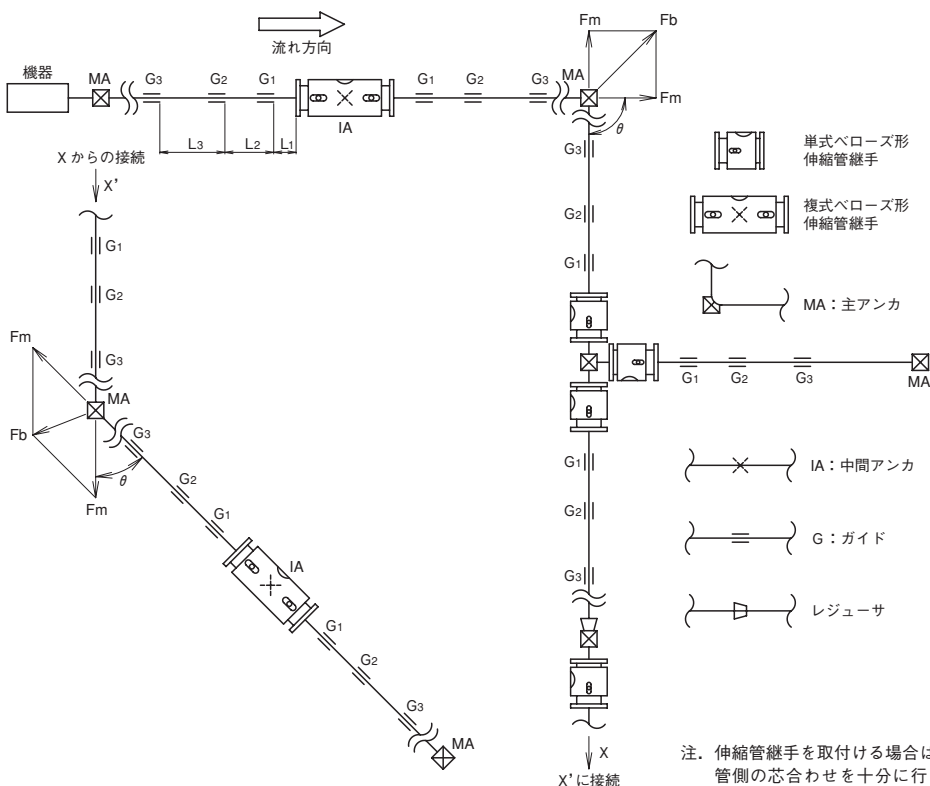 流れ方向
機器
MA
G3
G2
G1
IA
G1
G2
G3
MA
Fm
Fb
Fm
θ
L3
L2
L1
X からの接続
X'
G1
G2
G3
MA
Fm
Fb
Fm
θ
G3
G2
G1
IA
G1
G2
G3
MA
G3
G2
G1
G1
G2
G3
MA
G1
G2
G3
X
X'に接続
単式ベローズ形
伸縮管継手
複式ベローズ形
伸縮管継手
MA：主アンカ
IA：中間アンカ
G：ガイド
レジューサ
注．伸縮管継手を取付ける場合は
管側の芯合わせを十分に行